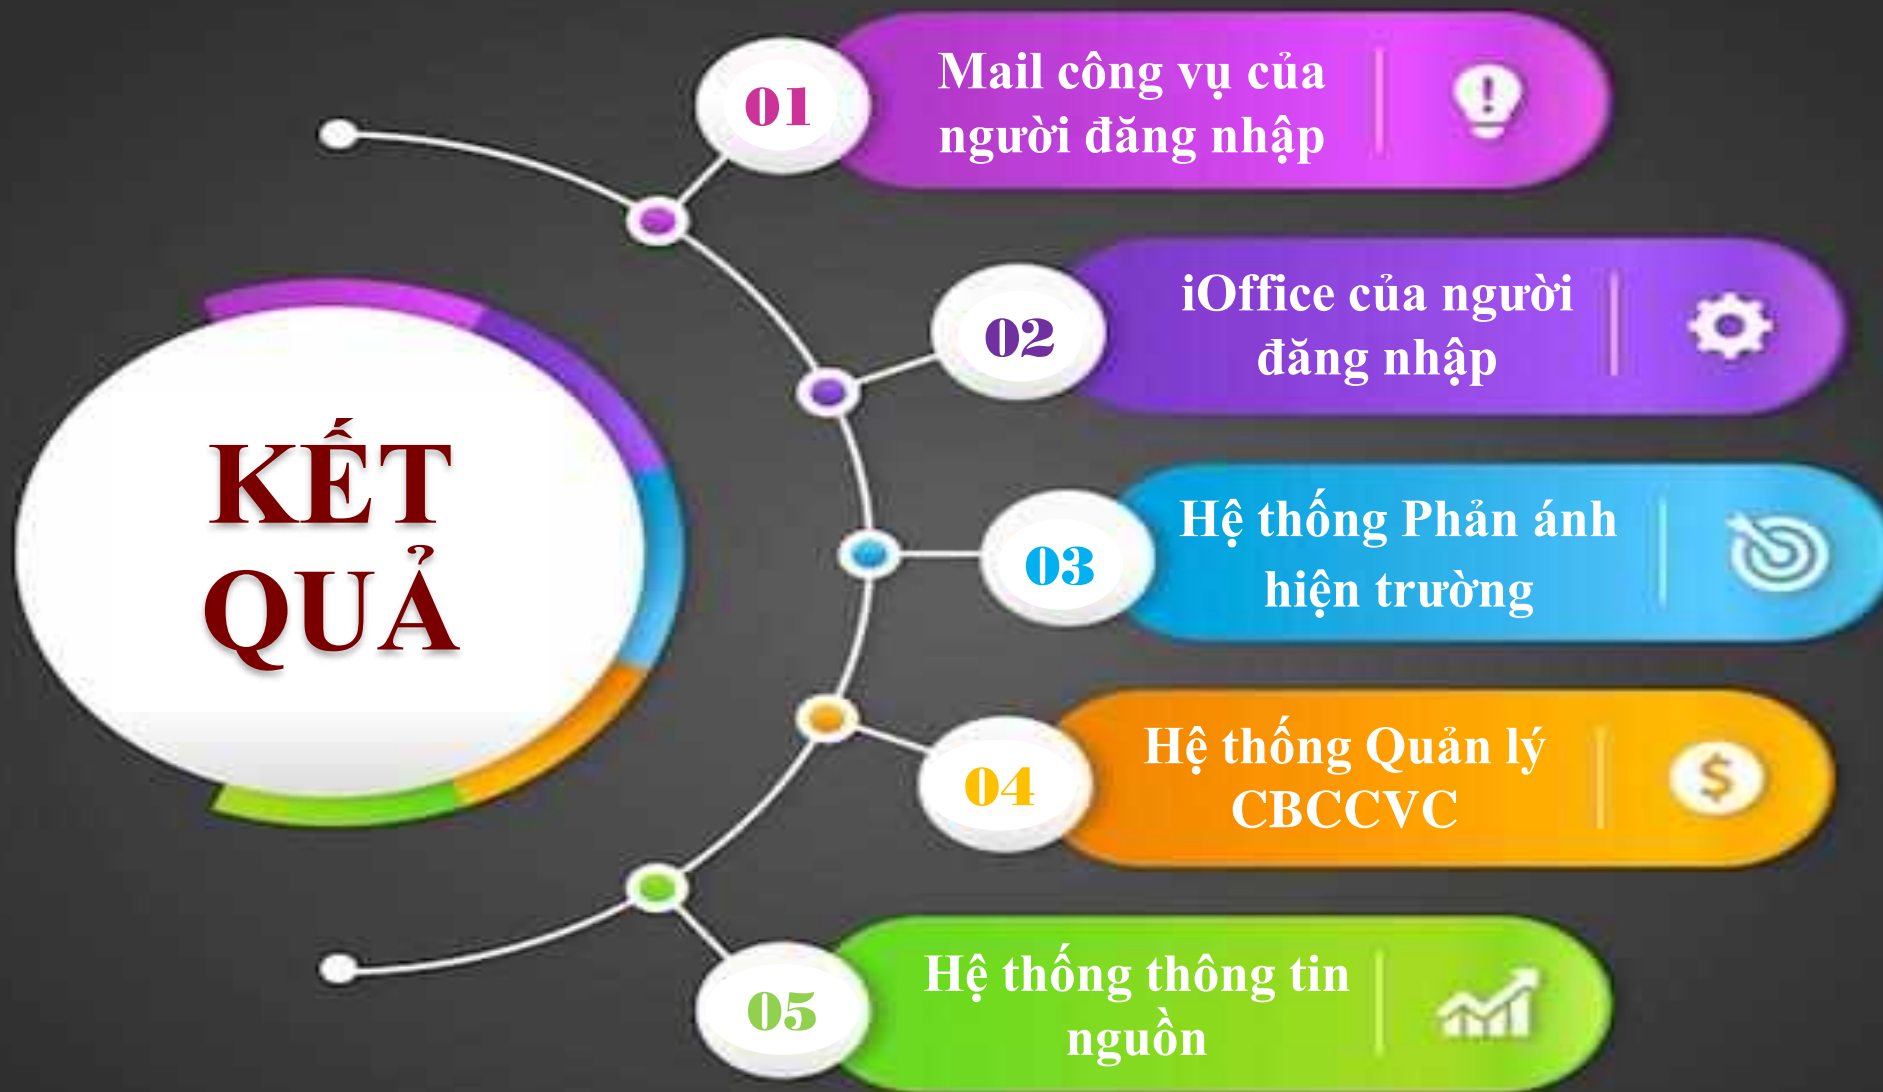 KẾT
QUẢ
01
Mail công vụ của
người đăng nhập
02
iOffice của người
đăng nhập
03
Hệ thống Phản ánh
hiện trường
04
Hệ thống Quản lý
CBCCVC
05
Hệ thống thông tin
nguồn